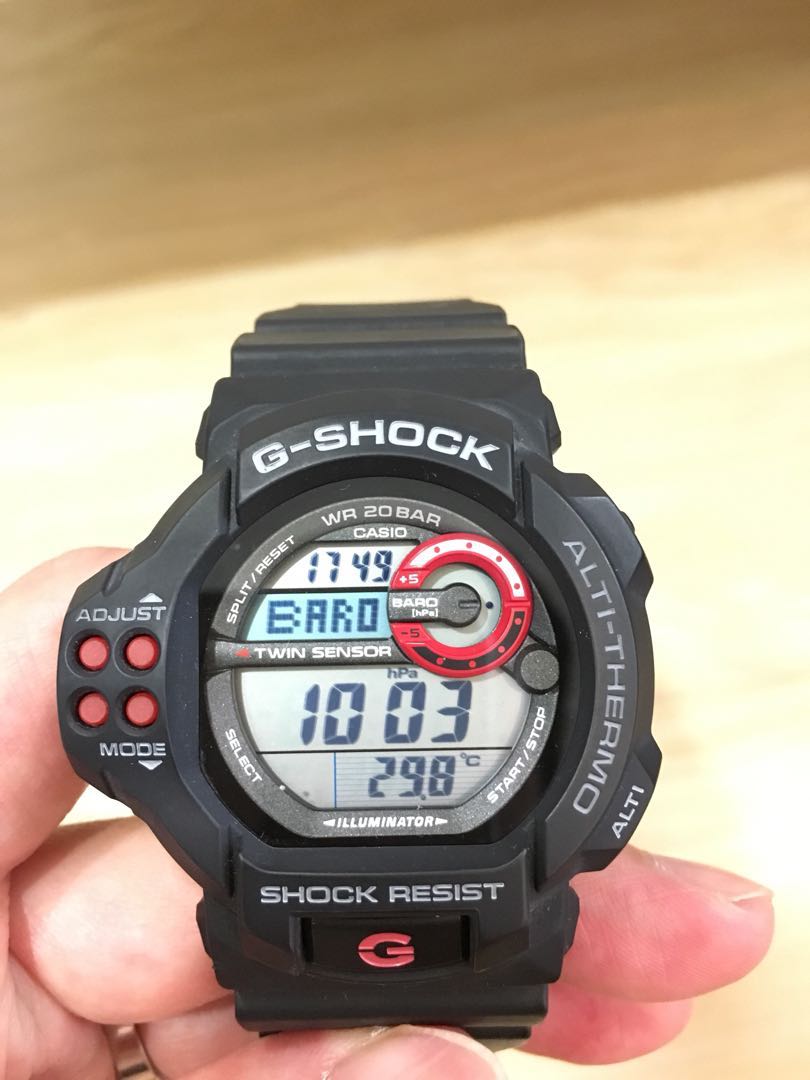 G-SHOCK
WR 20 BAR
CASIO
SPLIT/RESET
17 49
+5
BARO
BARO
[hPa]
-5
ADJUST
TWIN SENSOR
ALTI-THERMO
hPa
1003
MODE
SELECT
29.8 °C
START/STOP
ALTI
ILLUMINATOR
SHOCK RESIST
G